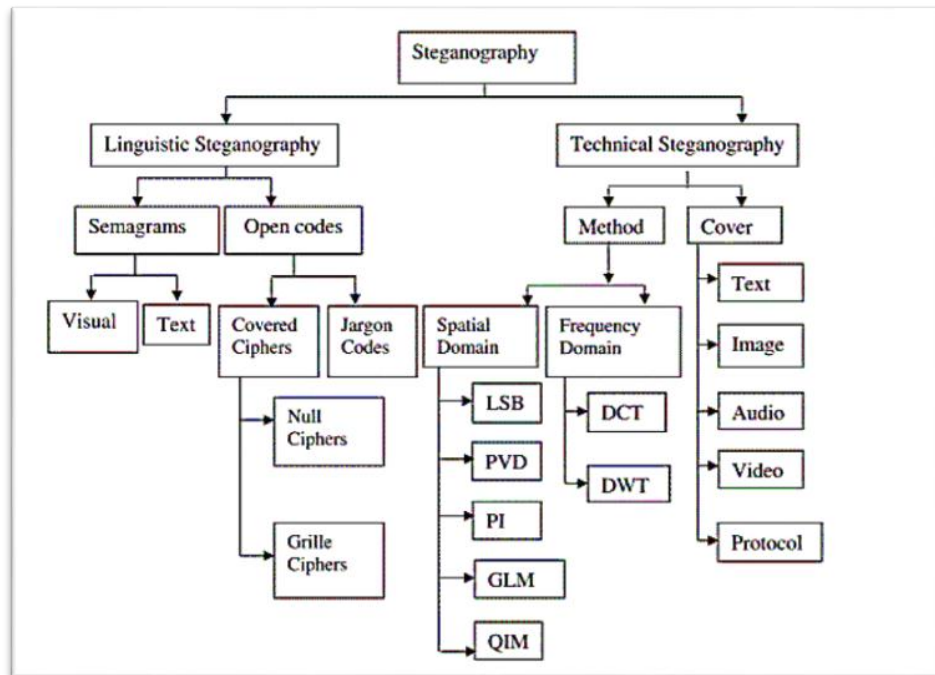 Steganography
Linguistic Steganography
Technical Steganography
Semagrams
Open codes
Method
Cover
Visual
Text
Covered
Ciphers
Jargon
Codes
Spatial
Domain
Frequency
Domain
Text
Image
Audio
Video
Protocol
Null
Ciphers
Grille
Ciphers
LSB
PVD
PI
GLM
QIM
DCT
DWT